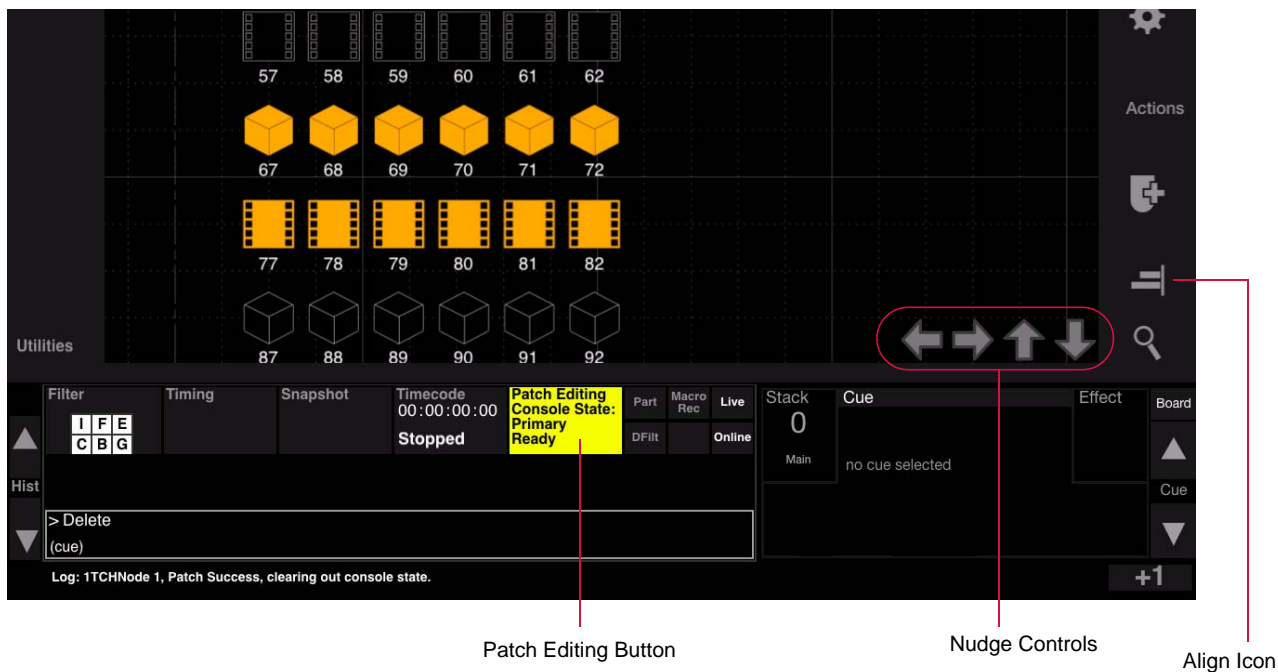 57 58 59 60 61 62
Actions
67 68 69 70 71 72
77 78 79 80 81 82
Utilities
87 88 89 90 91 92
Filter
I F E
C B G
Timing
Snapshot
Timecode
00:00:00:00
Stopped
Patch Editing
Console State:
Primary
Ready
Part
Macro
Rec
Live
DFilt
Online
Stack
0
Main
Cue
no cue selected
Effect
Board
Hist
Cue
> Delete
(cue)
Log: 1TCHNode 1, Patch Success, clearing out console state.
+1
Patch Editing Button
Nudge Controls
Align Icon